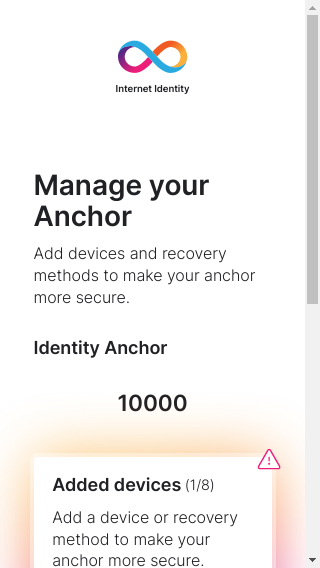 Internet Identity
Manage your
Anchor
Add devices and recovery
methods to make your anchor
more secure.
Identity Anchor
10000
Added devices (1/8)
Add a device or recovery
method to make your
anchor more secure.